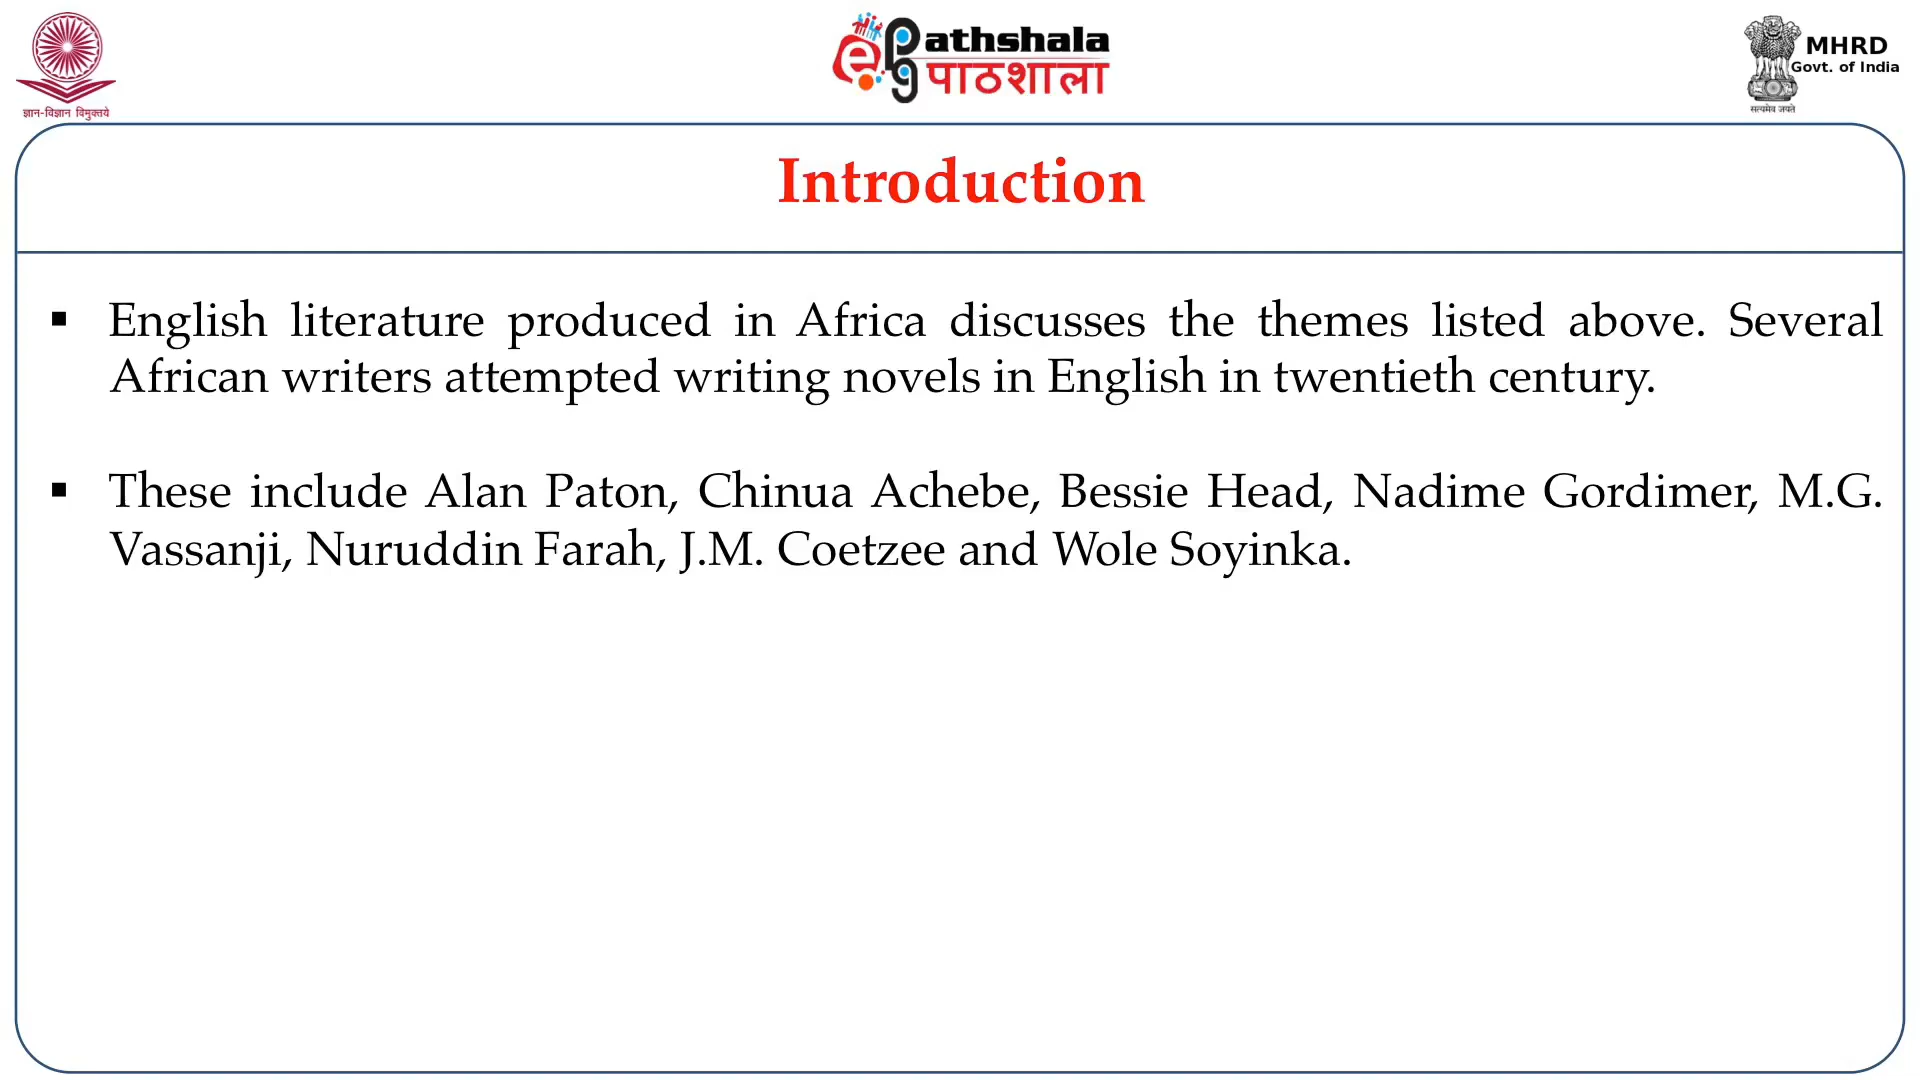 ज्ञान-विज्ञान विमुक्तये
ePathshala
पाठशाला
MHRD
Govt. of India
सत्यमेव जयते
Introduction
▪ English literature produced in Africa discusses the themes listed above. Several
African writers attempted writing novels in English in twentieth century.
▪ These include Alan Paton, Chinua Achebe, Bessie Head, Nadime Gordimer, M.G.
Vassanji, Nuruddin Farah, J.M. Coetzee and Wole Soyinka.